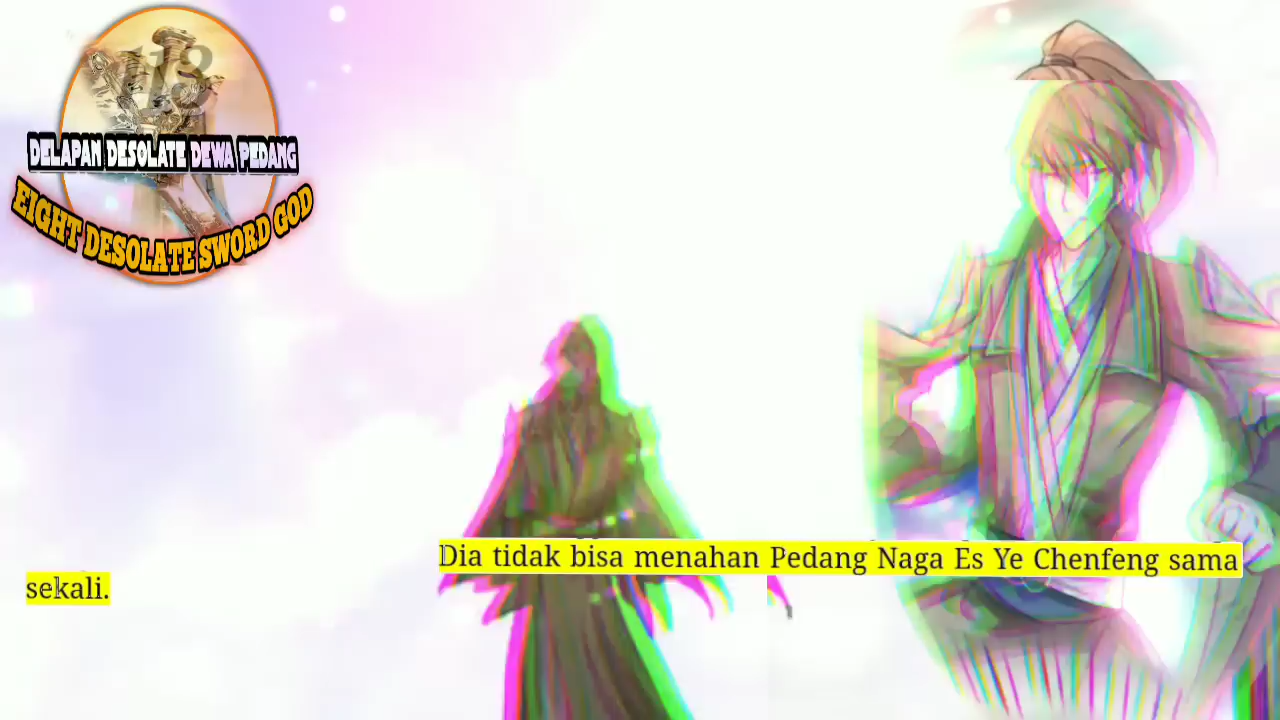 118
DELAPAN DESOLATE DEWA PEDANG
EIGHT DESOLATE SWORD GOD
Dia tidak bisa menahan Pedang Naga Es Ye Chenfeng sama
sekali.